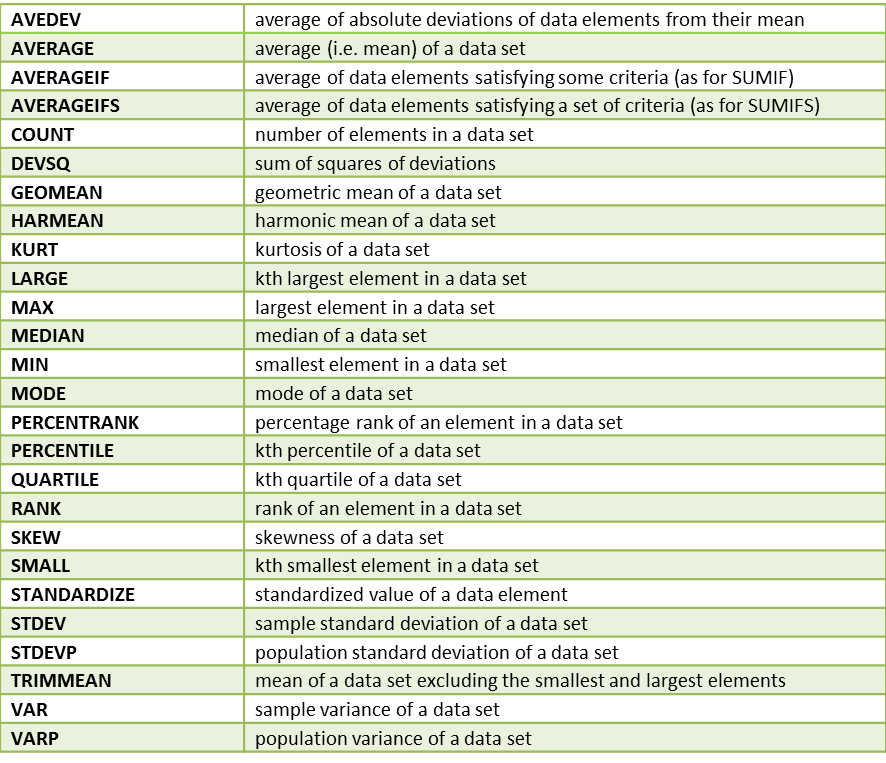 AVEDEV average of absolute deviations of data elements from their mean
AVERAGE average (i.e. mean) of a data set
AVERAGEIF average of data elements satisfying some criteria (as for SUMIF)
AVERAGEIFS average of data elements satisfying a set of criteria (as for SUMIFS)
COUNT number of elements in a data set
DEVSQ sum of squares of deviations
GEOMEAN geometric mean of a data set
HARMEAN harmonic mean of a data set
KURT kurtosis of a data set
LARGE kth largest element in a data set
MAX largest element in a data set
MEDIAN median of a data set
MIN smallest element in a data set
MODE mode of a data set
PERCENTRANK percentage rank of an element in a data set
PERCENTILE kth percentile of a data set
QUARTILE kth quartile of a data set
RANK rank of an element in a data set
SKEW skewness of a data set
SMALL kth smallest element in a data set
STANDARDIZE standardized value of a data element
STDEV sample standard deviation of a data set
STDEVP population standard deviation of a data set
TRIMMEAN mean of a data set excluding the smallest and largest elements
VAR sample variance of a data set
VARP population variance of a data set